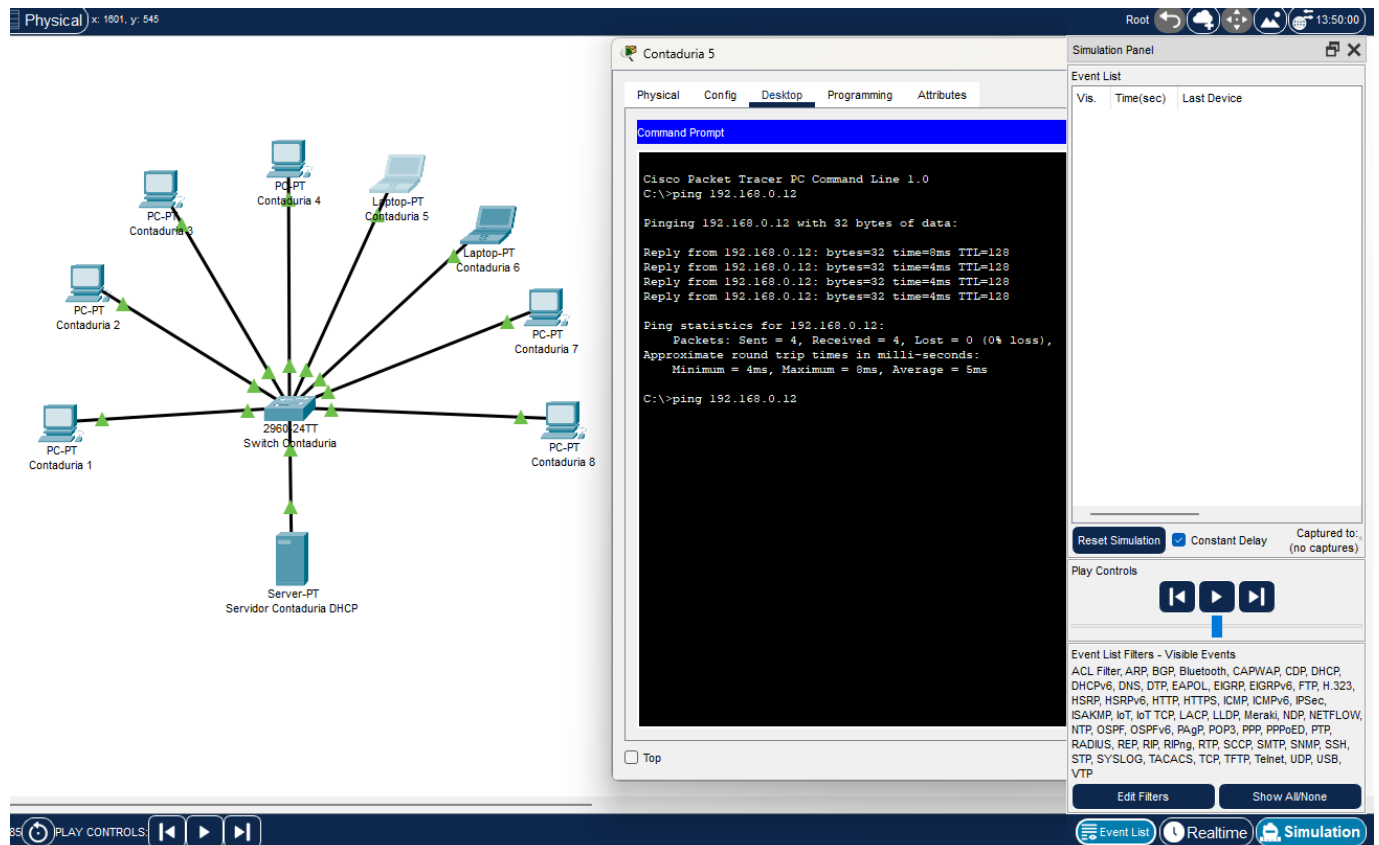 Physical x: 1601, y: 545
Root 13:50:00
PC-PT
Contaduria 4
Laptop-PT
Contaduria 5
PC-PT
Contaduria 3
Laptop-PT
Contaduria 6
PC-PT
Contaduria 2
PC-PT
Contaduria 7
2960-24TT
Switch Contaduria
PC-PT
Contaduria 1
PC-PT
Contaduria 8
Server-PT
Servidor Contaduria DHCP
Contaduria 5
Physical Config Desktop Programming Attributes
Command Prompt
Cisco Packet Tracer PC Command Line 1.0
C:\>ping 192.168.0.12
Pinging 192.168.0.12 with 32 bytes of data:
Reply from 192.168.0.12: bytes=32 time=8ms TTL=128
Reply from 192.168.0.12: bytes=32 time=4ms TTL=128
Reply from 192.168.0.12: bytes=32 time=4ms TTL=128
Reply from 192.168.0.12: bytes=32 time=4ms TTL=128
Ping statistics for 192.168.0.12:
Packets: Sent = 4, Received = 4, Lost = 0 (0% loss),
Approximate round trip times in milli-seconds:
Minimum = 4ms, Maximum = 8ms, Average = 5ms
C:\>ping 192.168.0.12
Top
Simulation Panel
Event List
Vis. Time(sec) Last Device
Reset Simulation Constant Delay Captured to:
(no captures)
Play Controls
Event List Filters - Visible Events
ACL Filter, ARP, BGP, Bluetooth, CAPWAP, CDP, DHCP,
DHCPv6, DNS, DTP, EAPOL, EIGRP, EIGRPv6, FTP, H.323,
HSRP, HSRPv6, HTTP, HTTPS, ICMP, ICMPv6, IPSec,
ISAKMP, IoT, IoT TCP, LACP, LLDP, Meraki, NDP, NETFLOW,
NTP, OSPF, OSPFv6, PAgP, POP3, PPP, PPPoED, PTP,
RADIUS, REP, RIP, RIPng, RTP, SCCP, SMTP, SNMP, SSH,
STP, SYSLOG, TACACS, TCP, TFTP, Telnet, UDP, USB,
VTP
Edit Filters Show All/None
PLAY CONTROLS:
Event List Realtime Simulation